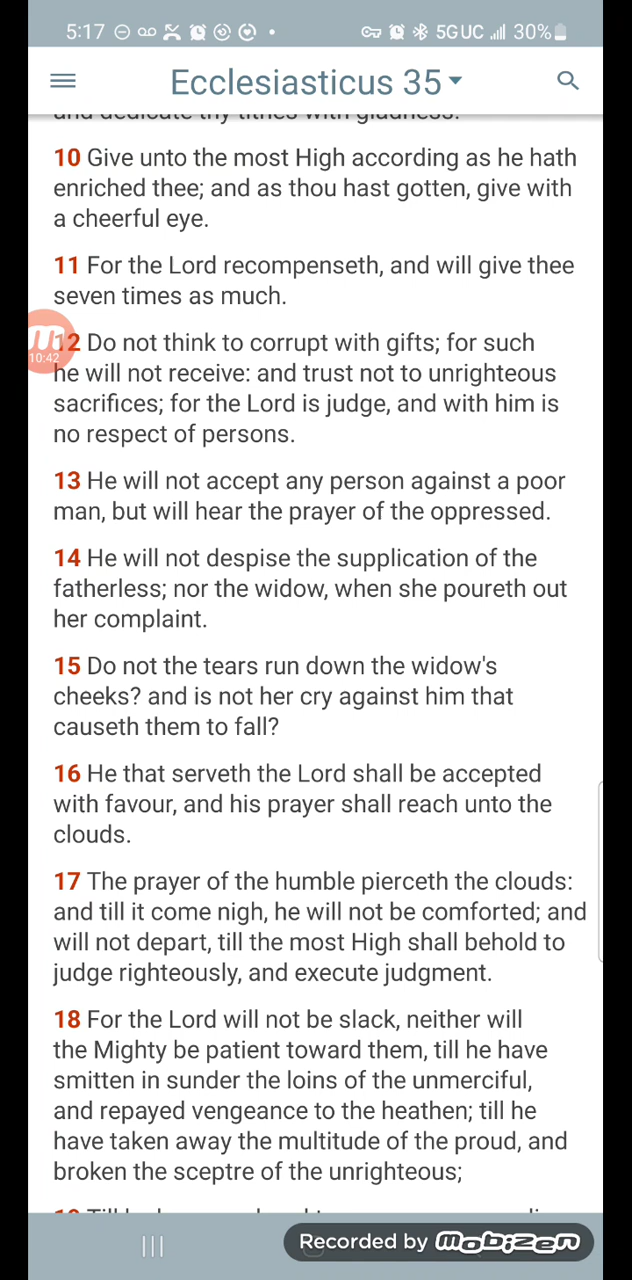 5:17 5G UC 30%
Ecclesiasticus 35
and dedicate thy tithes with gladness.
10 Give unto the most High according as he hath
enriched thee; and as thou hast gotten, give with
a cheerful eye.
11 For the Lord recompenseth, and will give thee
seven times as much.
12 Do not think to corrupt with gifts; for such
10:42
he will not receive: and trust not to unrighteous
sacrifices; for the Lord is judge, and with him is
no respect of persons.
13 He will not accept any person against a poor
man, but will hear the prayer of the oppressed.
14 He will not despise the supplication of the
fatherless; nor the widow, when she poureth out
her complaint.
15 Do not the tears run down the widow's
cheeks? and is not her cry against him that
causeth them to fall?
16 He that serveth the Lord shall be accepted
with favour, and his prayer shall reach unto the
clouds.
17 The prayer of the humble pierceth the clouds:
and till it come nigh, he will not be comforted; and
will not depart, till the most High shall behold to
judge righteously, and execute judgment.
18 For the Lord will not be slack, neither will
the Mighty be patient toward them, till he have
smitten in sunder the loins of the unmerciful,
and repayed vengeance to the heathen; till he
have taken away the multitude of the proud, and
broken the sceptre of the unrighteous;
Recorded by mobizen